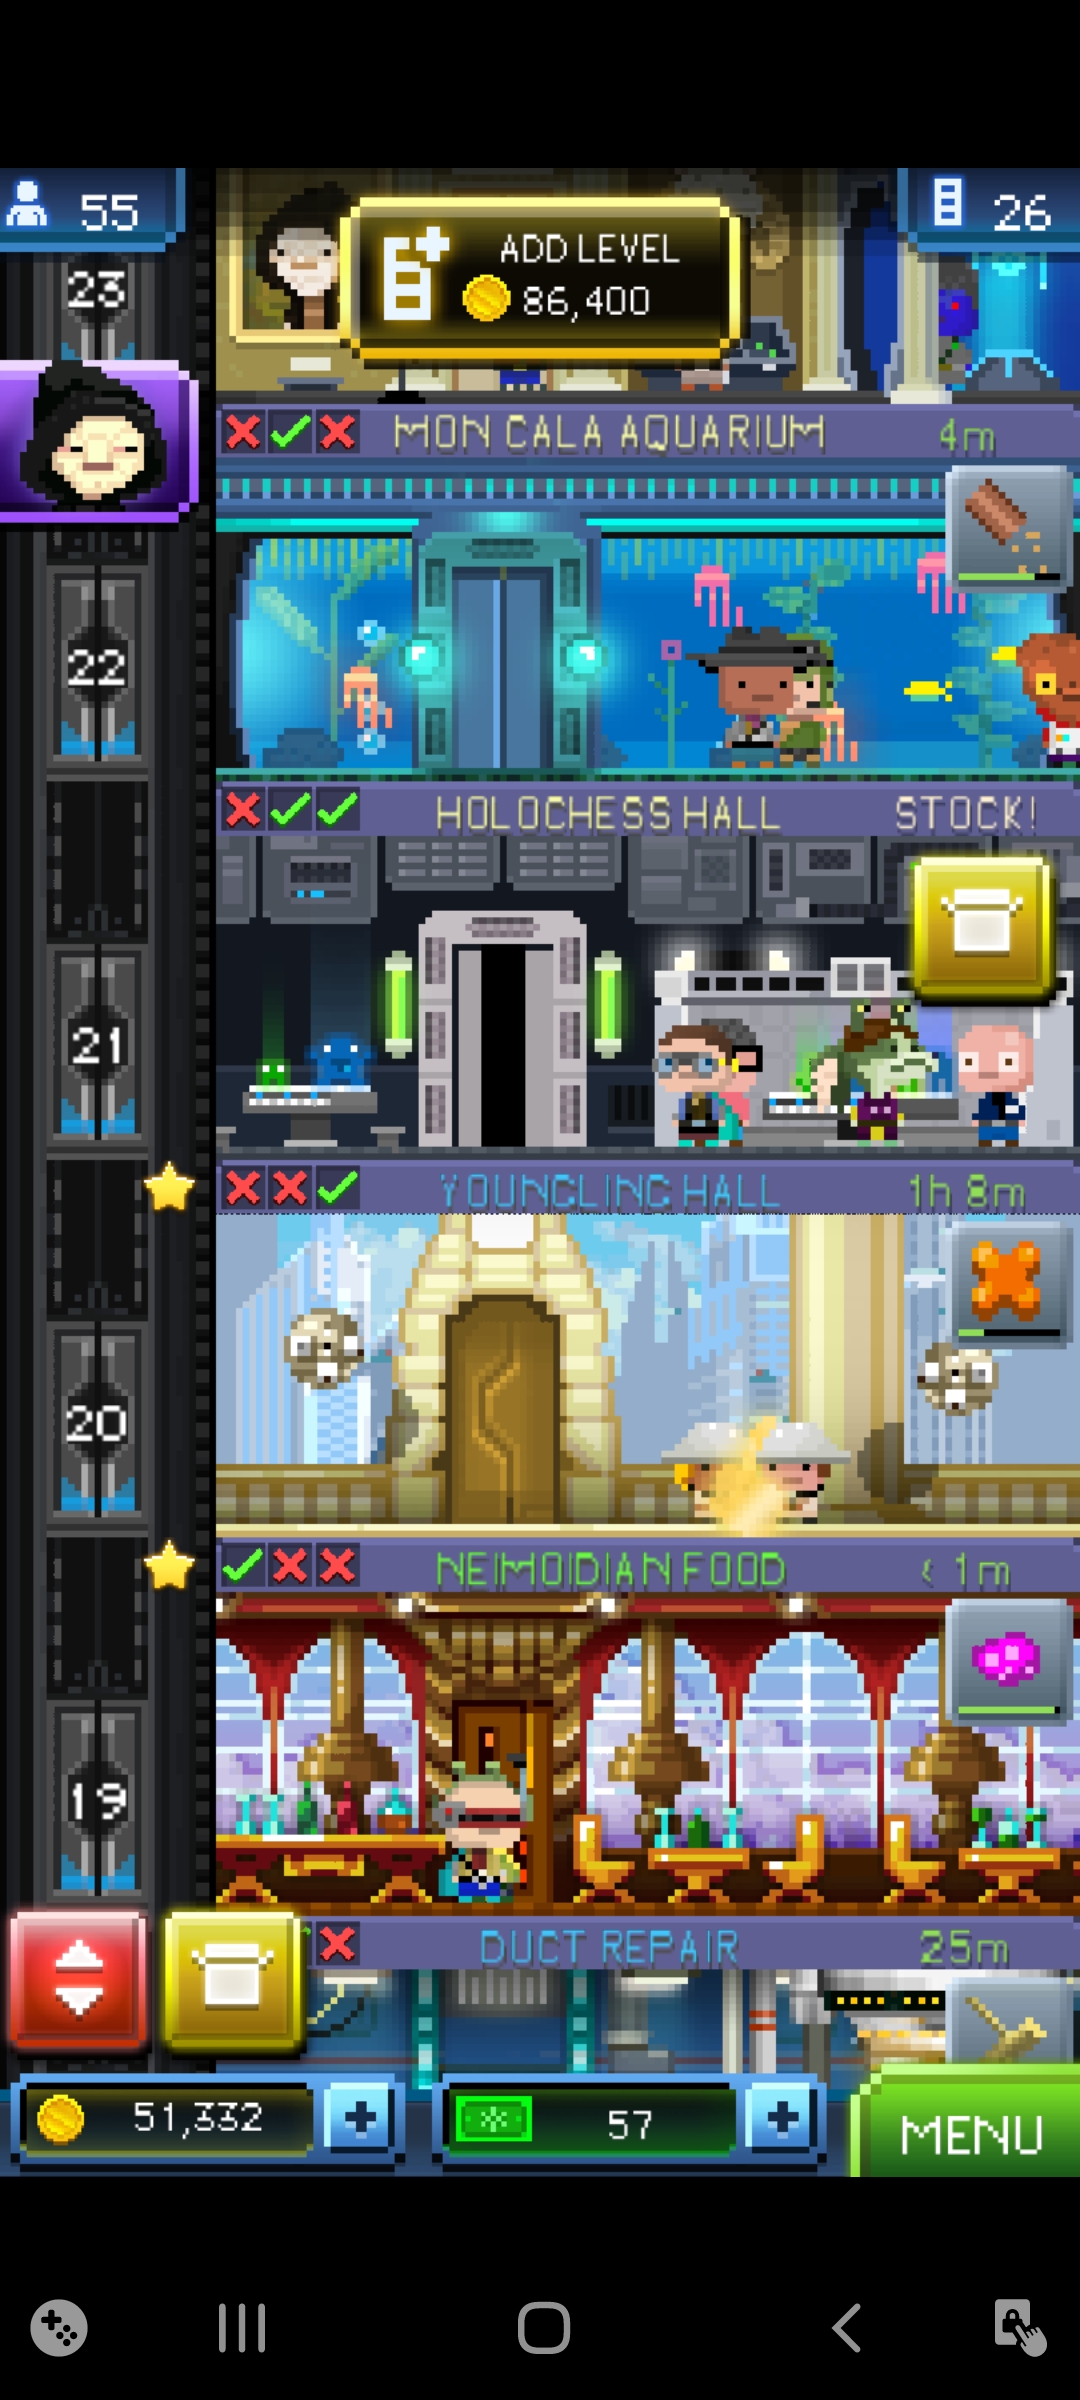 55
ADD LEVEL
86,400
26
23
MON CALA AQUARIUM 4m
22
HOLOCHESS HALL STOCK!
21
YOUNGLING HALL 1h 8m
20
NEIMOIDIAN FOOD < 1m
19
DUCT REPAIR 25m
51,332
57
MENU